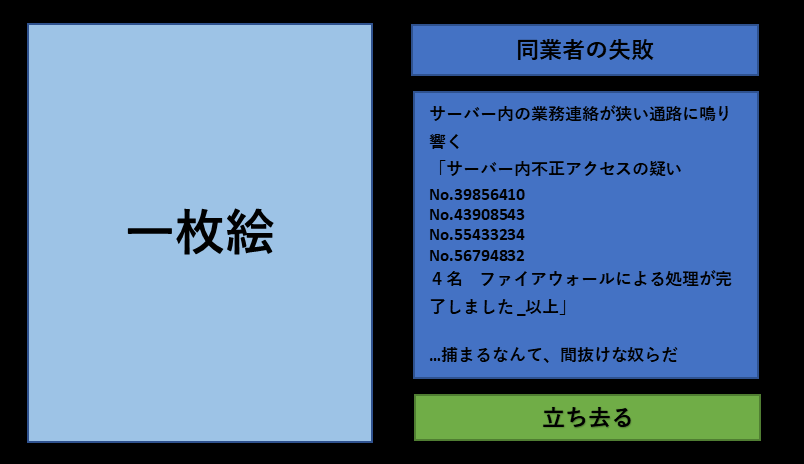 一枚絵
同業者の失敗
サーバー内の業務連絡が狭い通路に鳴り
響く
「サーバー内不正アクセスの疑い
No.39856410
No.43908543
No.55433234
No.56794832
４名　ファイアウォールによる処理が完
了しました _以上」
…捕まるなんて、間抜けな奴らだ
立ち去る